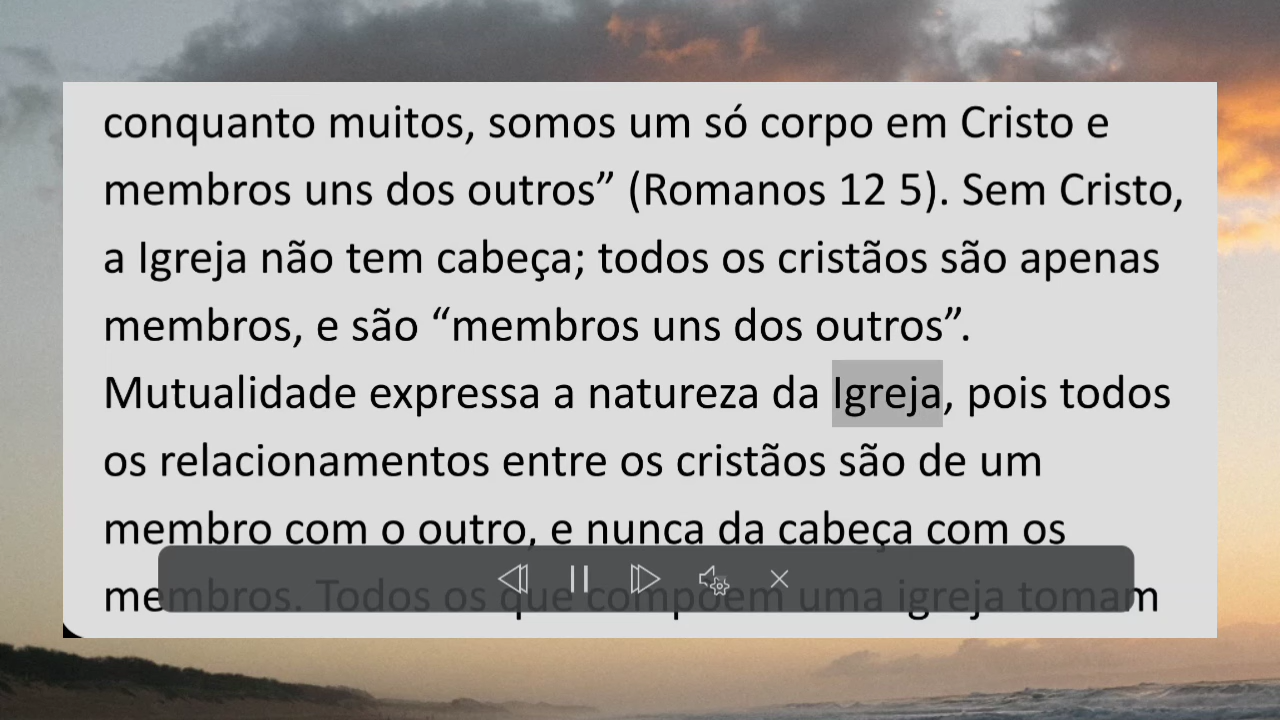 conquanto muitos, somos um só corpo em Cristo e
membros uns dos outros” (Romanos 12 5). Sem Cristo,
a Igreja não tem cabeça; todos os cristãos são apenas
membros, e são “membros uns dos outros”.
Mutualidade expressa a natureza da Igreja, pois todos
os relacionamentos entre os cristãos são de um
membro com o outro, e nunca da cabeça com os
membros. Todos os que compõem uma igreja tomam